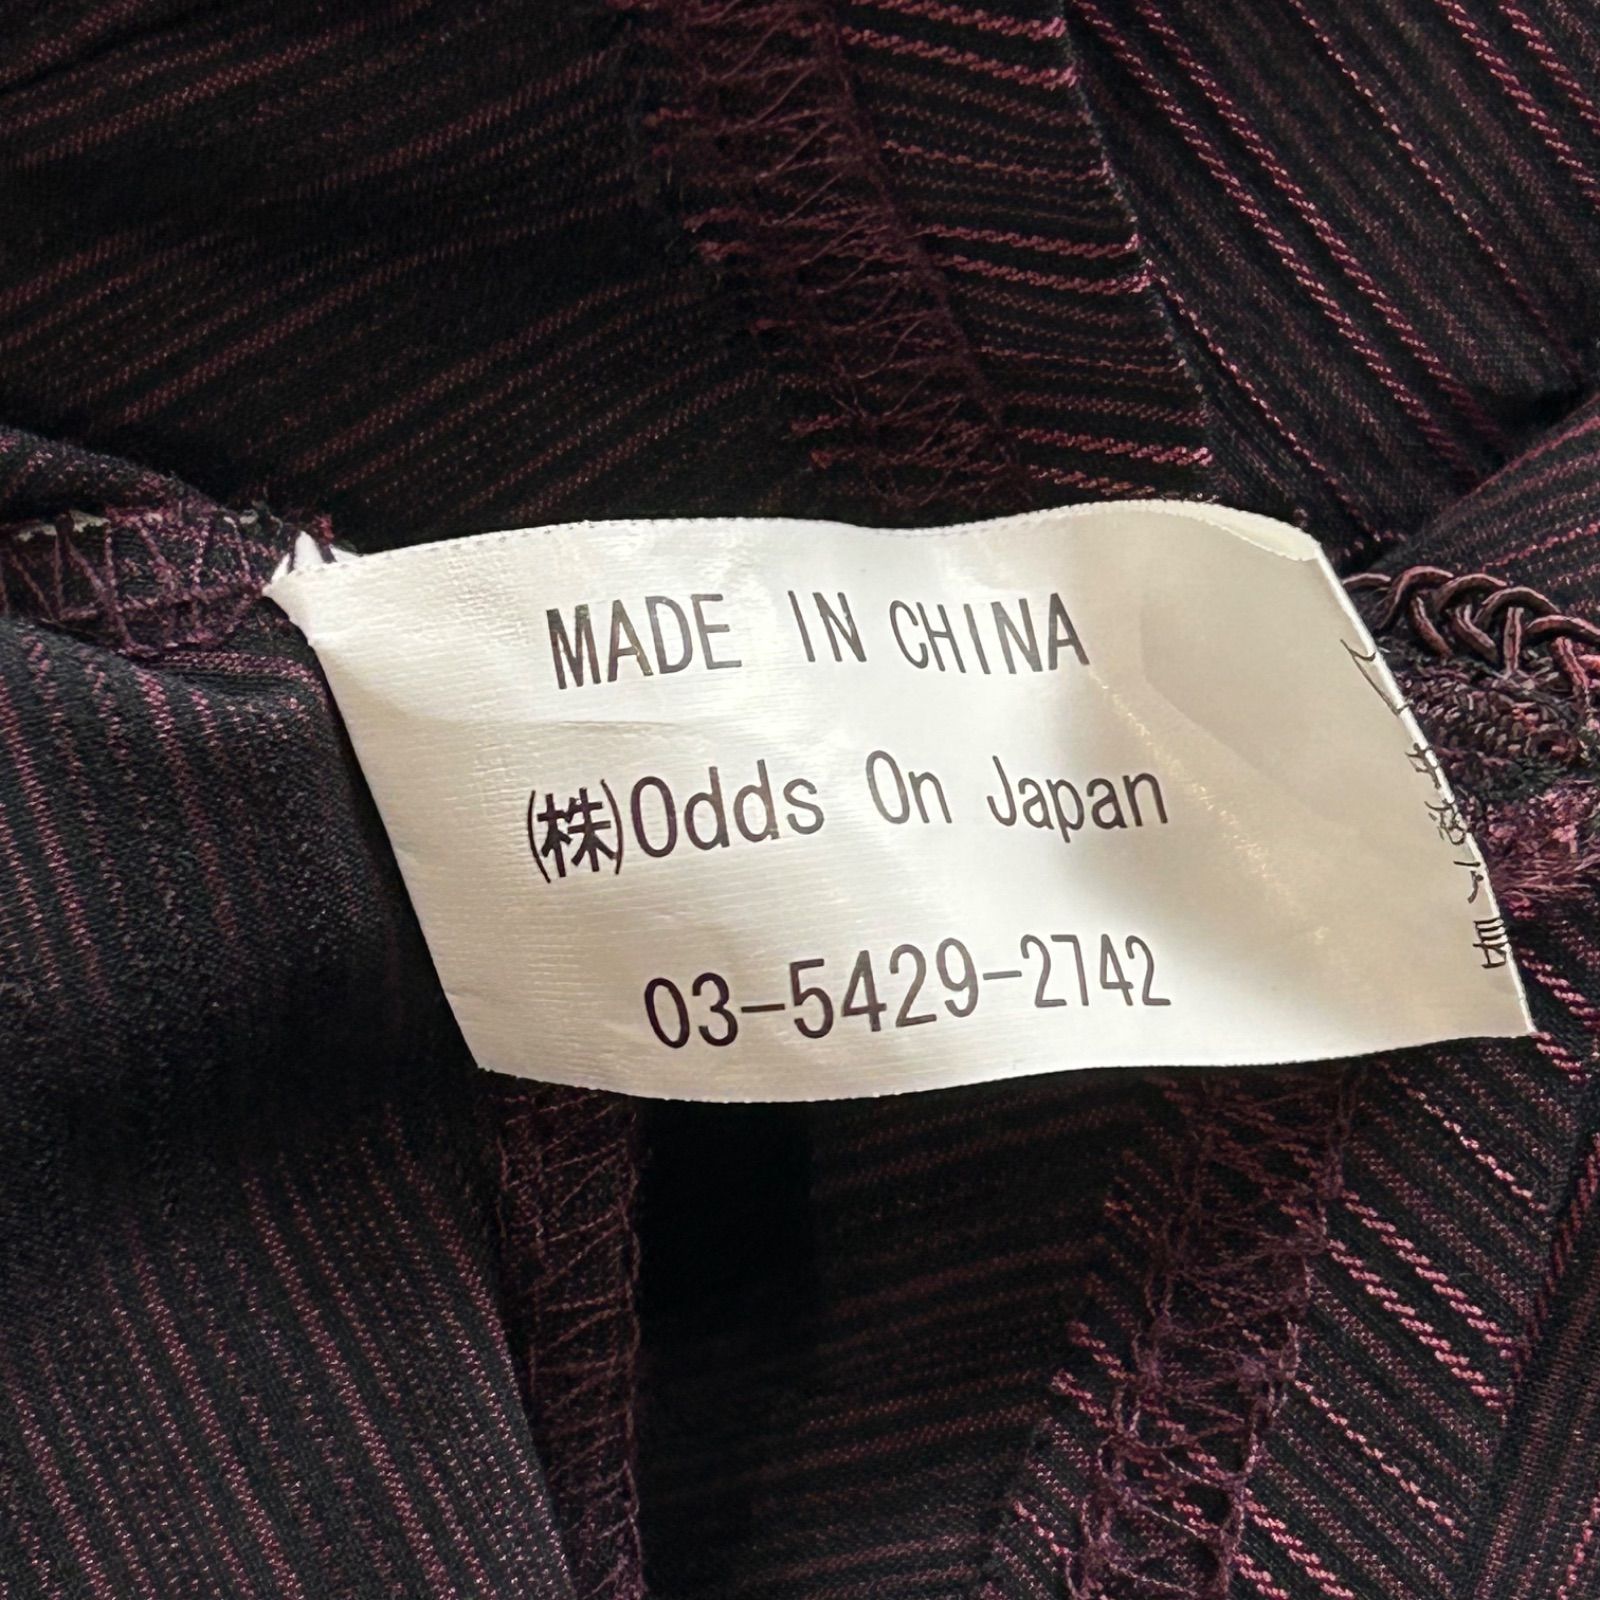 MADE IN CHINA
㈱Odds On Japan
03-5429-2742